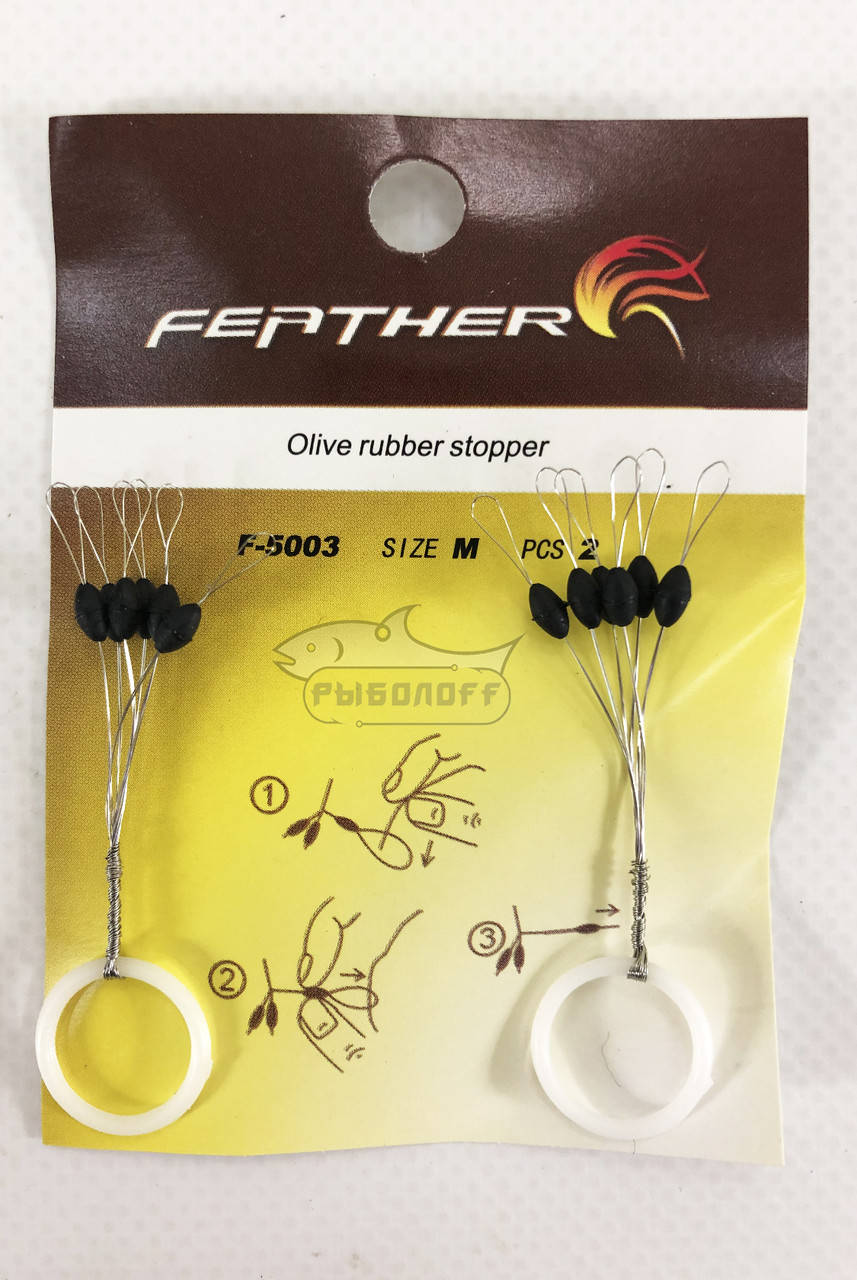 FEATHER
Olive rubber stopper
F-5003 SIZE M PCS 2
РЫБОЛОFF
1
2
3